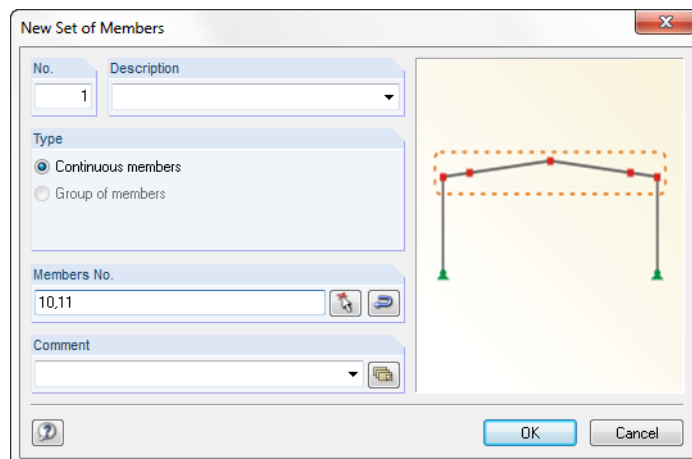 New Set of Members
No.
Description
1
Type
Continuous members
Group of members
Members No.
10,11
Comment
OK
Cancel